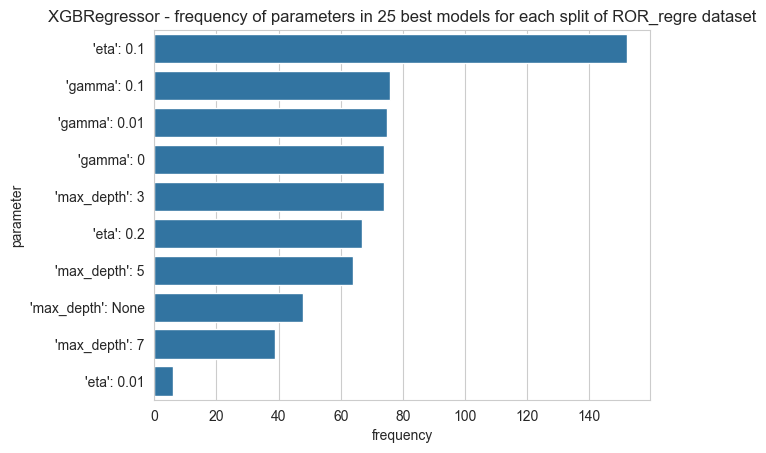 XGBRegressor - frequency of parameters in 25 best models for each split of ROR_regre dataset
'eta': 0.1
'gamma': 0.1
'gamma': 0.01
'gamma': 0
'max_depth': 3
'eta': 0.2
'max_depth': 5
'max_depth': None
'max_depth': 7
'eta': 0.01
parameter
0 20 40 60 80 100 120 140
frequency